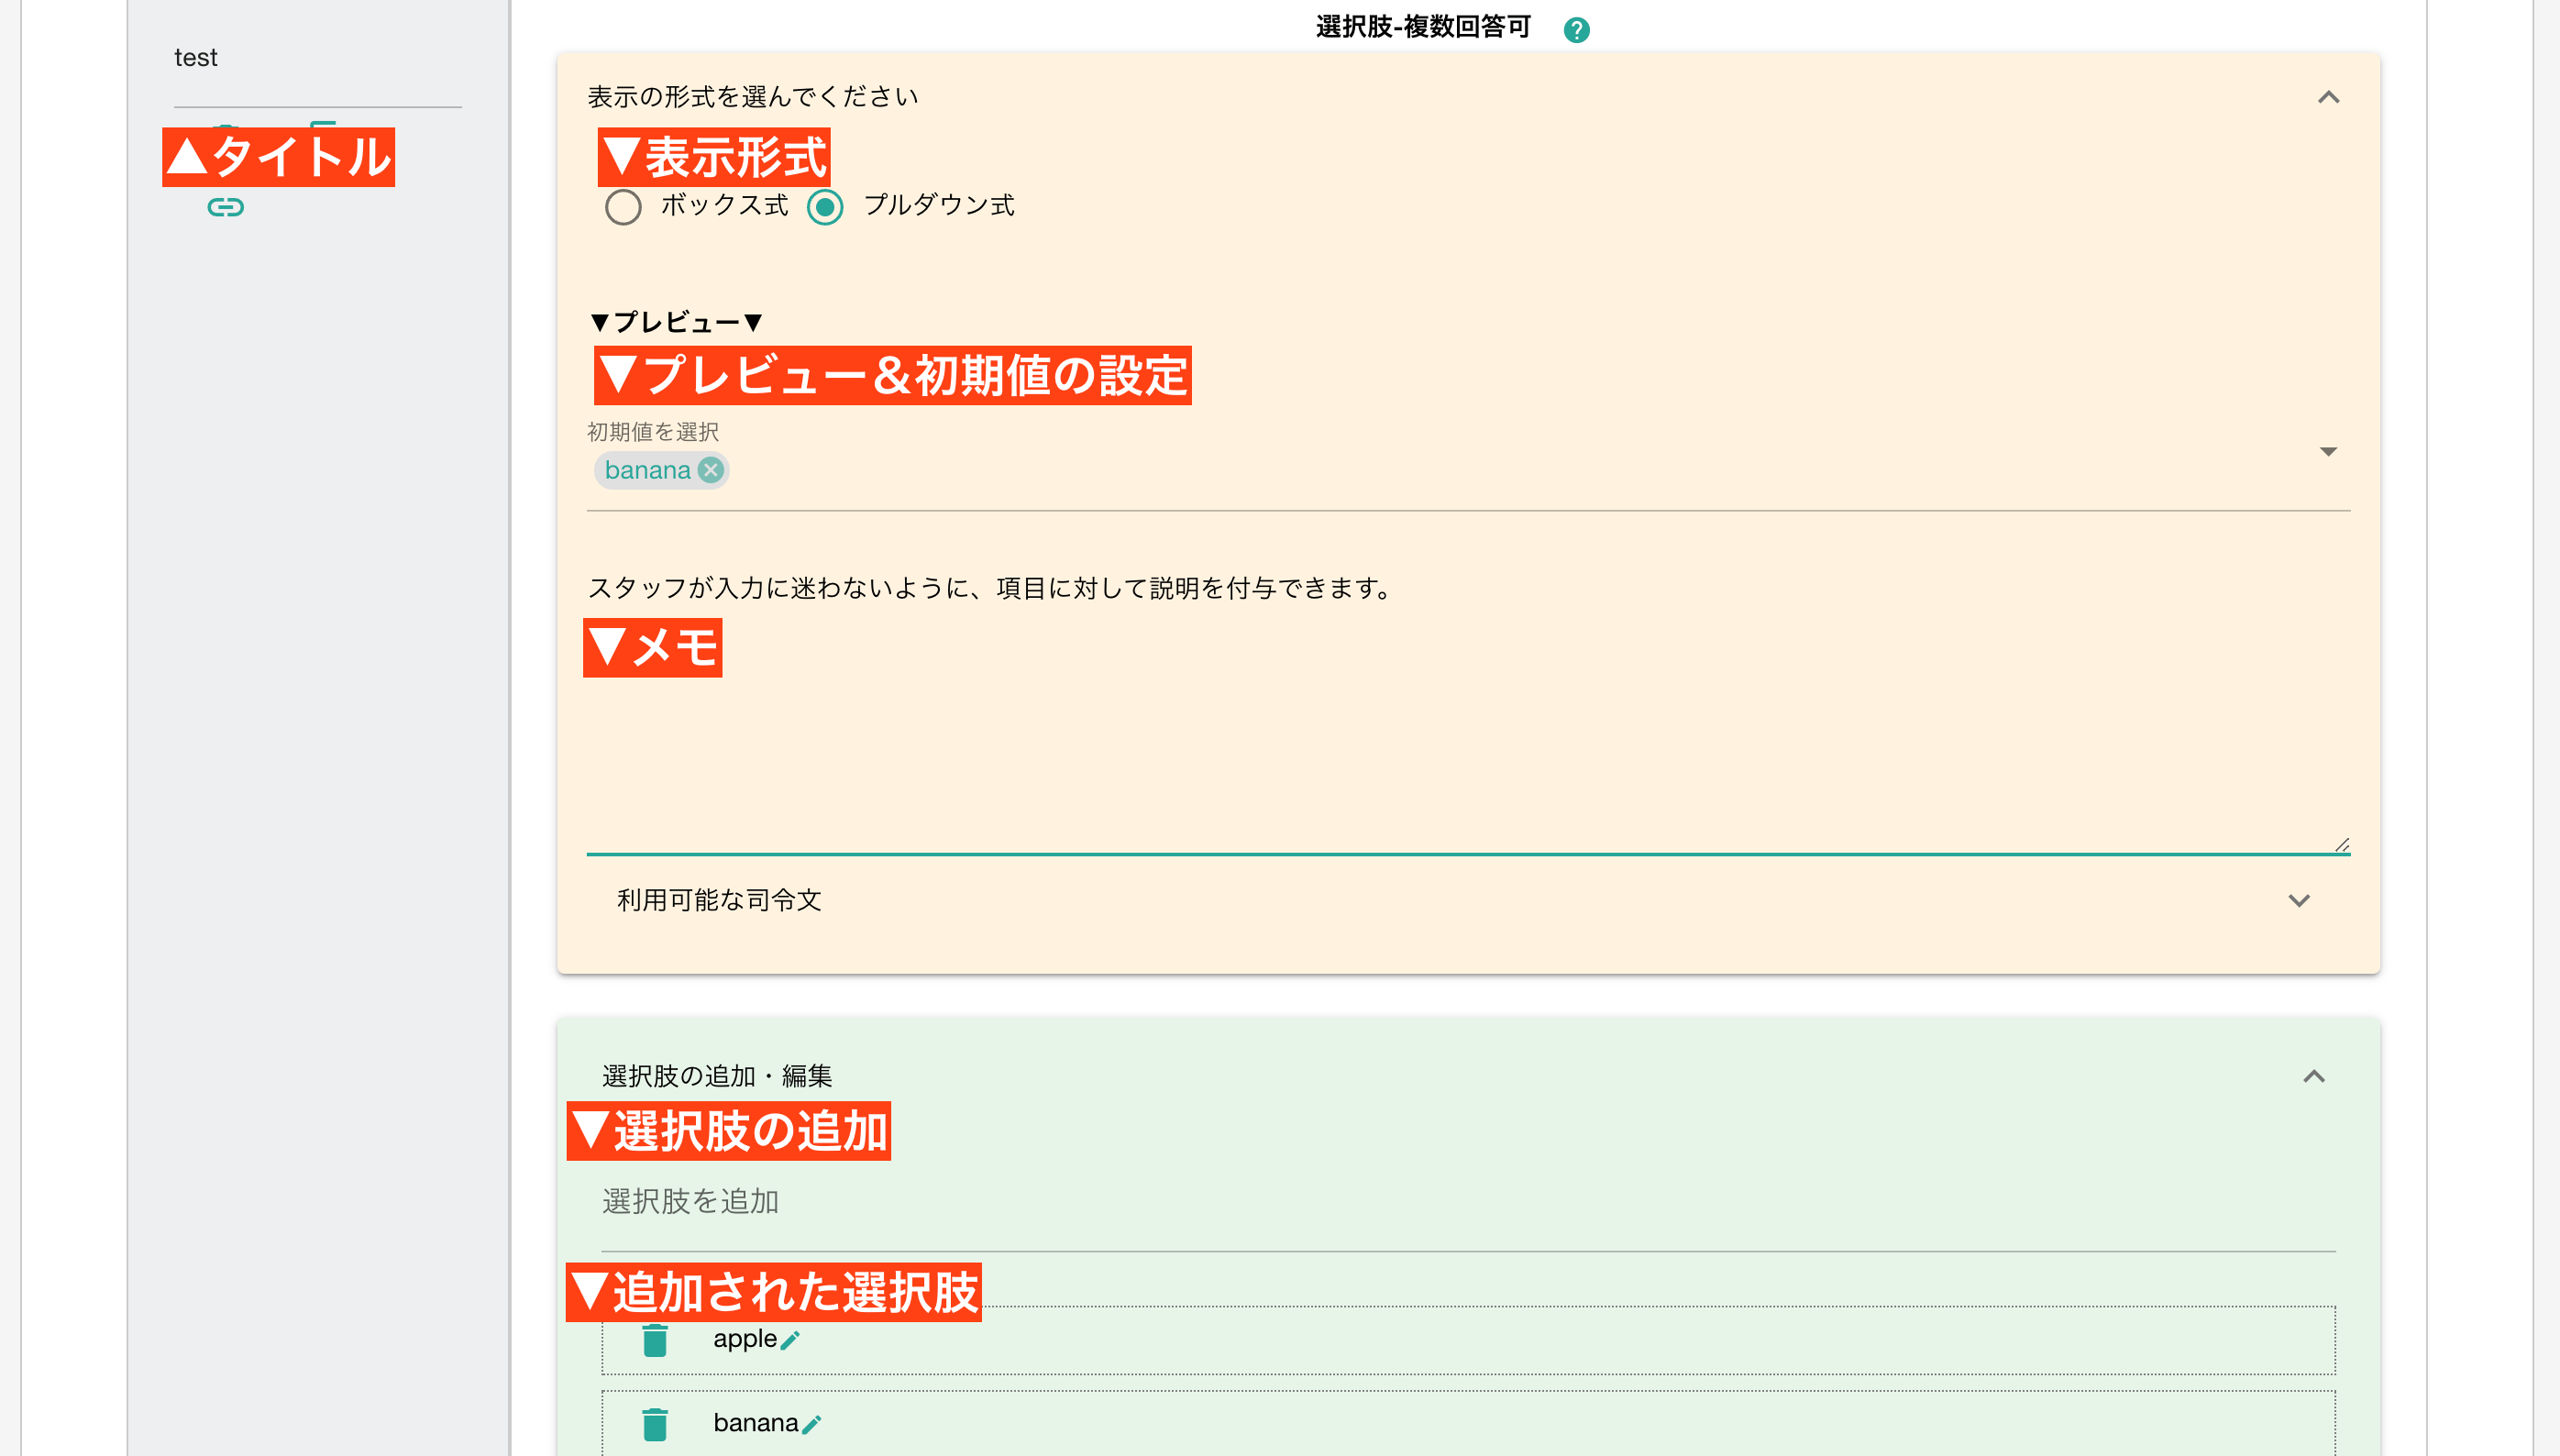 選択肢-複数回答可
test
▲タイトル
表示の形式を選んでください
▼表示形式
ボックス式 プルダウン式
▼プレビュー▼
▼プレビュー＆初期値の設定
初期値を選択
banana
スタッフが入力に迷わないように、項目に対して説明を付与できます。
▼メモ
利用可能な司令文
選択肢の追加・編集
▼選択肢の追加
選択肢を追加
▼追加された選択肢
apple
banana